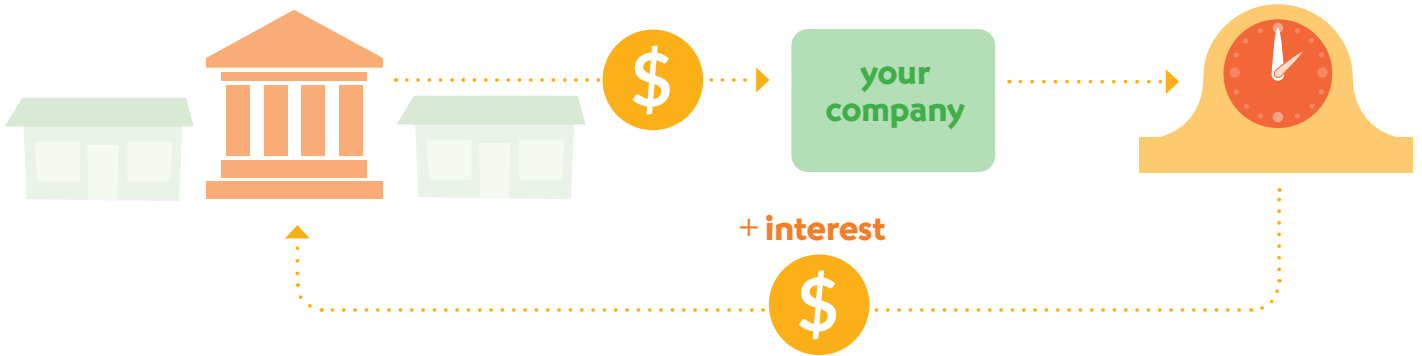 $
your
company
+ interest
$